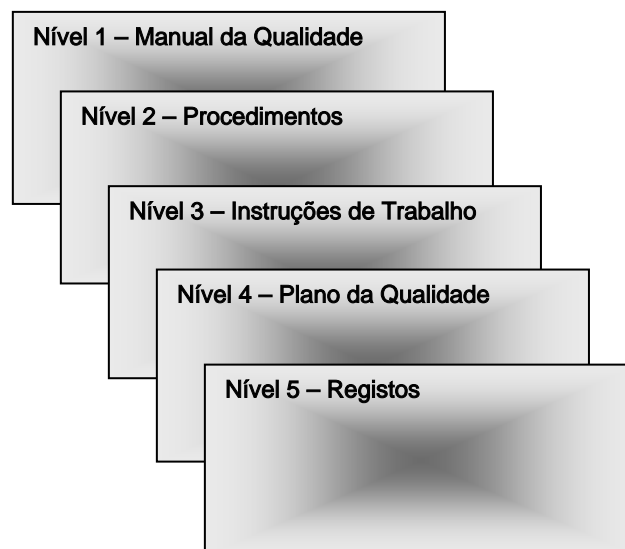 Nível 1 – Manual da Qualidade
Nível 2 – Procedimentos
Nível 3 – Instruções de Trabalho
Nível 4 – Plano da Qualidade
Nível 5 – Registos